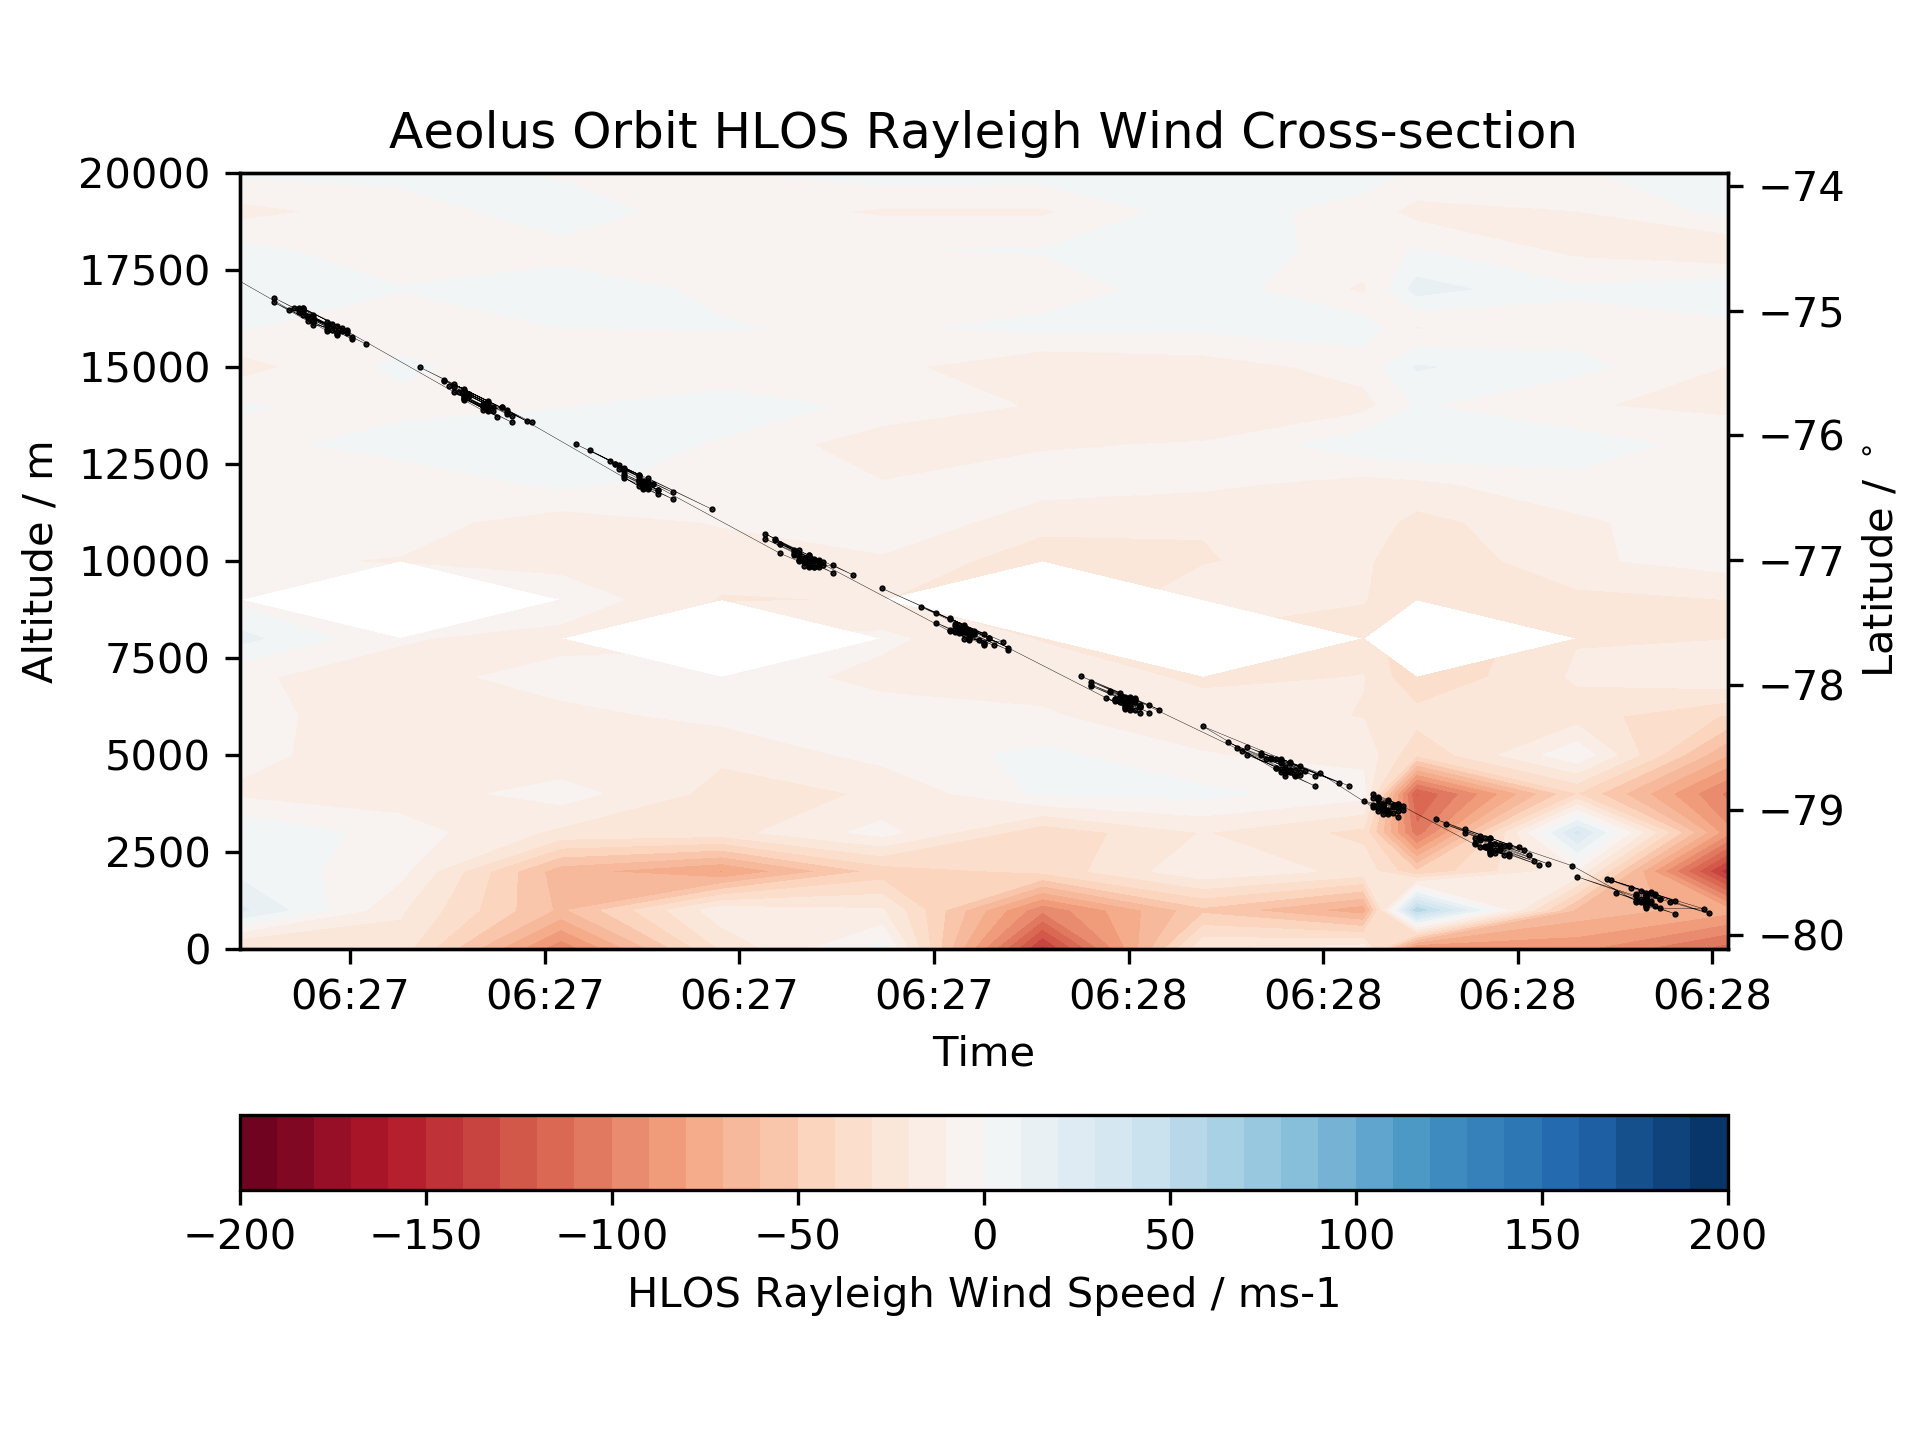 Aeolus Orbit HLOS Rayleigh Wind Cross-section
20000
17500
15000
12500
10000
7500
5000
2500
0
Altitude / m
−74
−75
−76
−77
−78
−79
−80
Latitude / °
06:27 06:27 06:27 06:27 06:28 06:28 06:28 06:28
Time
−200 −150 −100 −50 0 50 100 150 200
HLOS Rayleigh Wind Speed / ms-1